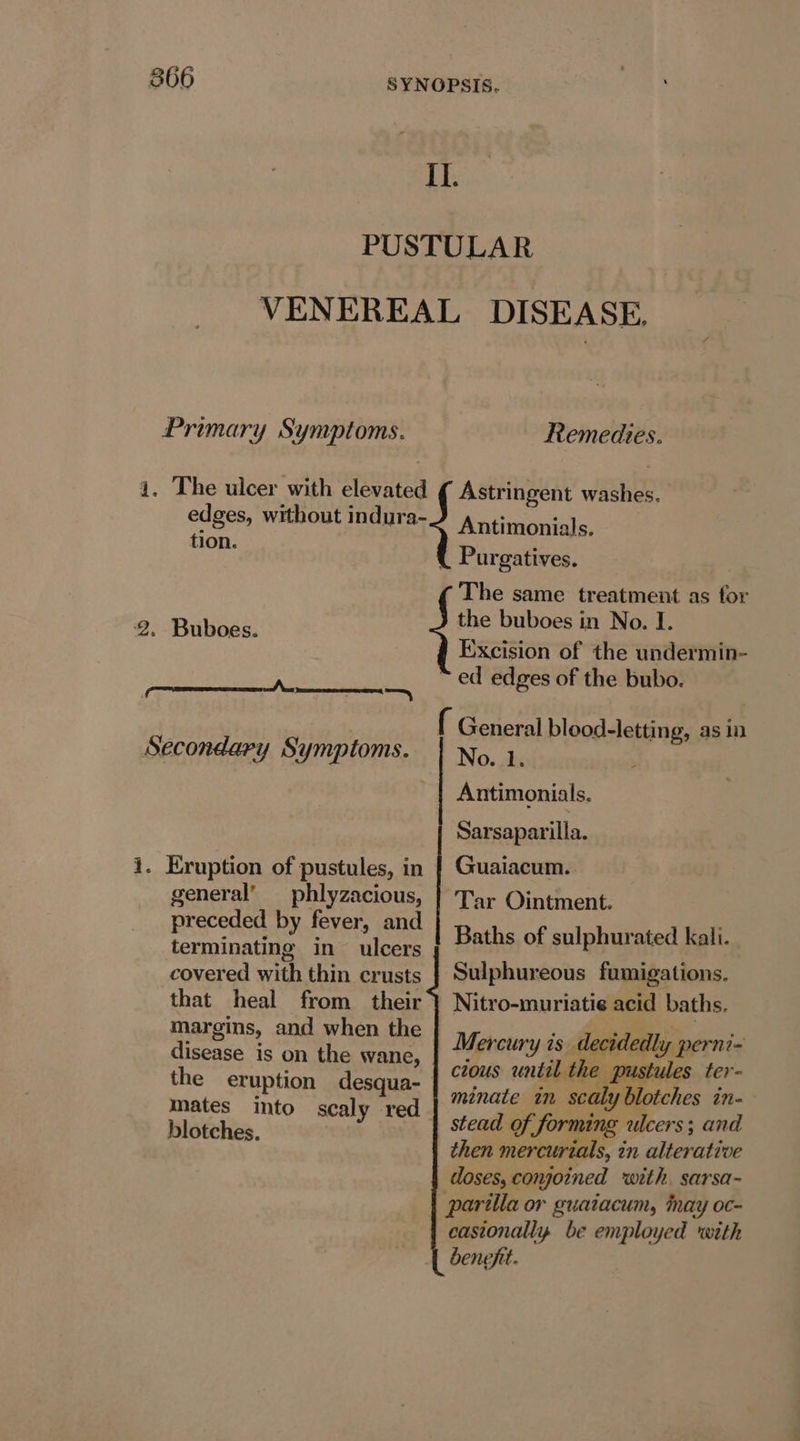 366 SYNOPSIS.
II.
PUSTULAR
VENEREAL DISEASE.
Primary Symptoms.
1. The ulcer with elevated
edges, without indura-
tion.
2. Buboes.
Secondary Symptoms.
1. Eruption of pustules, in
general phlyzacious,
preceded by fever, and
terminating in ulcers
covered with thin crusts
that heal from their
margins, and when the
disease is on the wane,
the eruption desqua-
mates into scaly red
blotches.
Remedies.
Astringent washes.
Antimonials.
Purgatives.
The same treatment as for
the buboes in No. I.
Excision of the undermin-
ed edges of the bubo.
General blood-letting, as in
No. 1.
Antimonials.
Sarsaparilla.
Guaiacum.
Tar Ointment.
Baths of sulphurated kali.
Sulphureous fumigations.
Nitro-muriatic acid baths.
Mercury is decidedly perni-
cious until the pustules ter-
minate in scaly blotches in-
stead of forming ulcers; and
then mercurials, in alterative
doses, conjoined with sarsa-
parilla or guaiacum, may oc-
casionally be employed with
benefit.